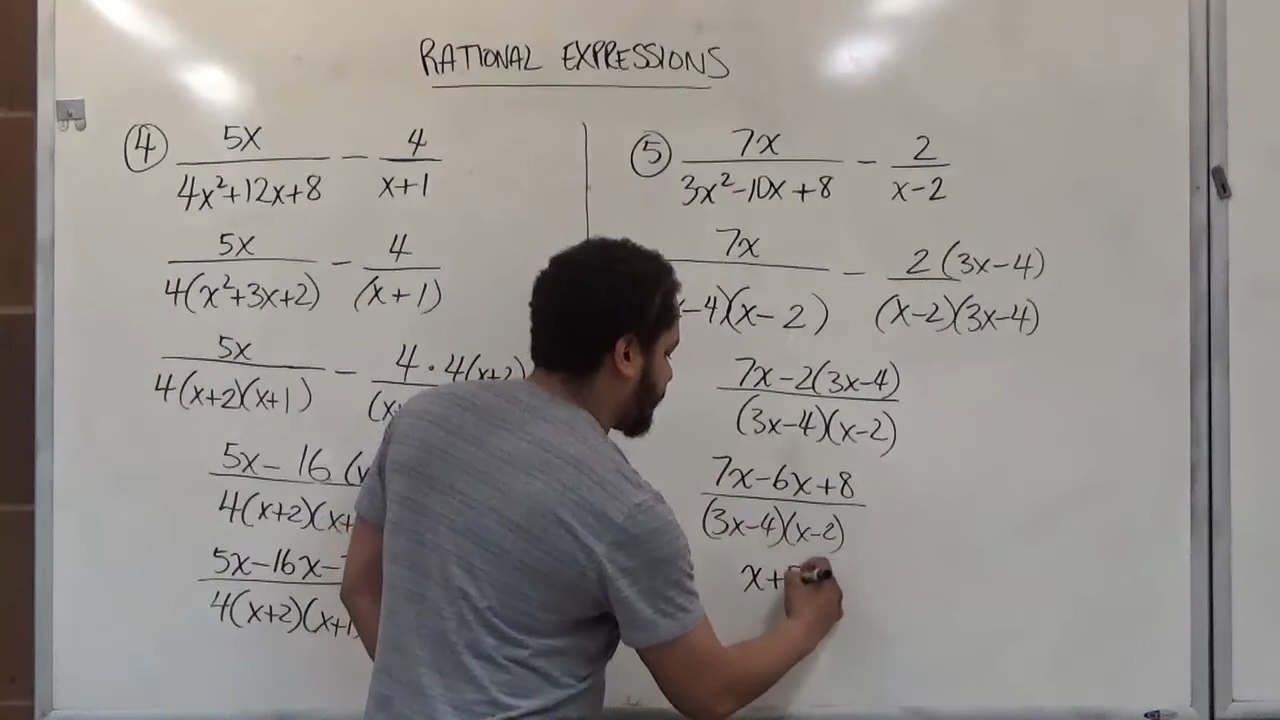 RATIONAL EXPRESSIONS
④ 5x/(4x²+12x+8) − 4/(x+1)
5x/(4(x²+3x+2)) − 4/((x+1))
5x/(4(x+2)(x+1)) − 4·4(x+2)/(x
5x−16(
4(x+2)(x+
5x−16x−
4(x+2)(x+1
⑤ 7x/(3x²−10x+8) − 2/(x−2)
7x/(−4)(x−2) − 2(3x−4)/((x−2)(3x−4))
7x−2(3x−4)
(3x−4)(x−2)
7x−6x+8
(3x−4)(x−2)
x+